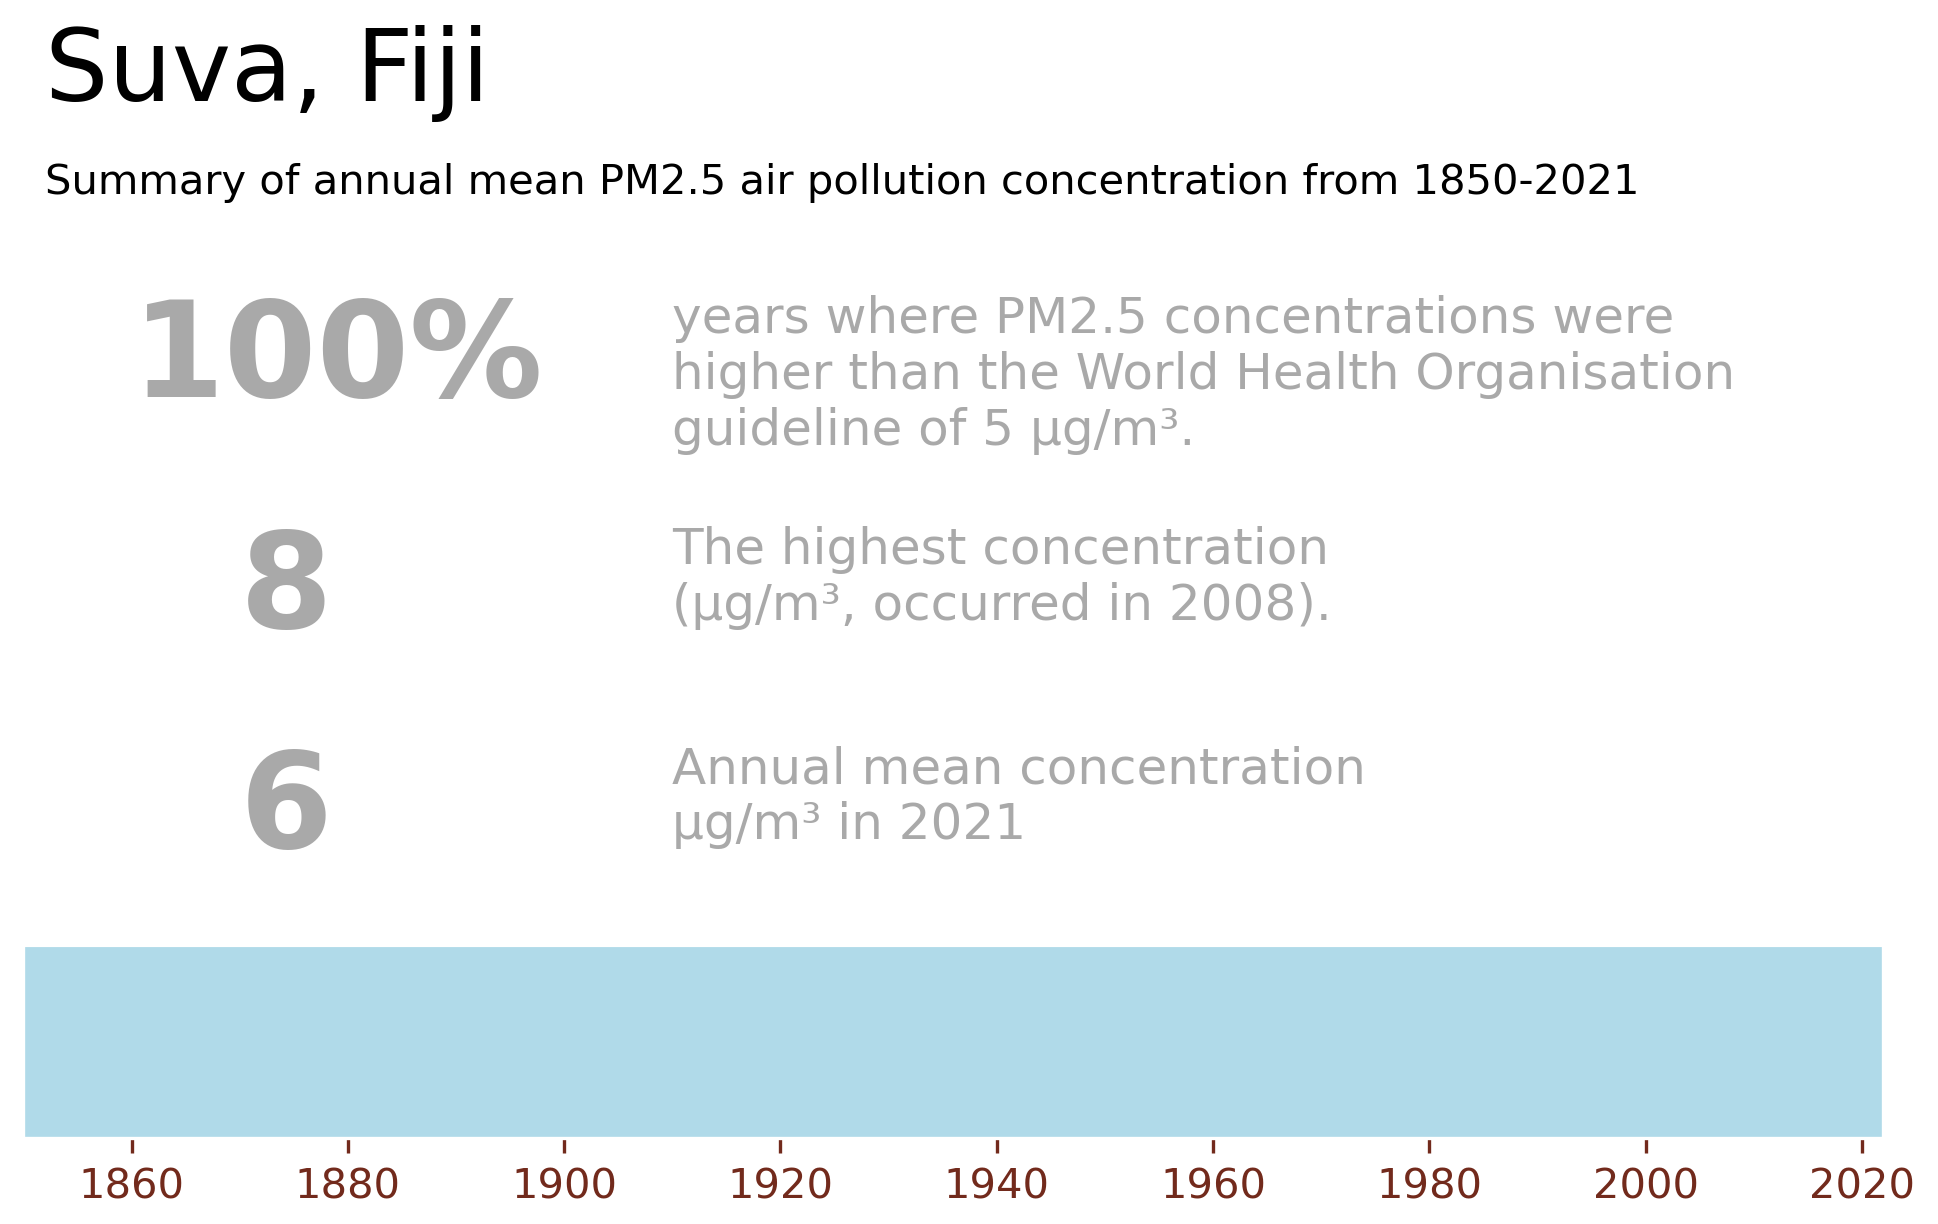 Suva, Fiji
Summary of annual mean PM2.5 air pollution concentration from 1850-2021
100%
years where PM2.5 concentrations were
higher than the World Health Organisation
guideline of 5 µg/m³.
8
The highest concentration
(µg/m³, occurred in 2008).
6
Annual mean concentration
µg/m³ in 2021
1860 1880 1900 1920 1940 1960 1980 2000 2020